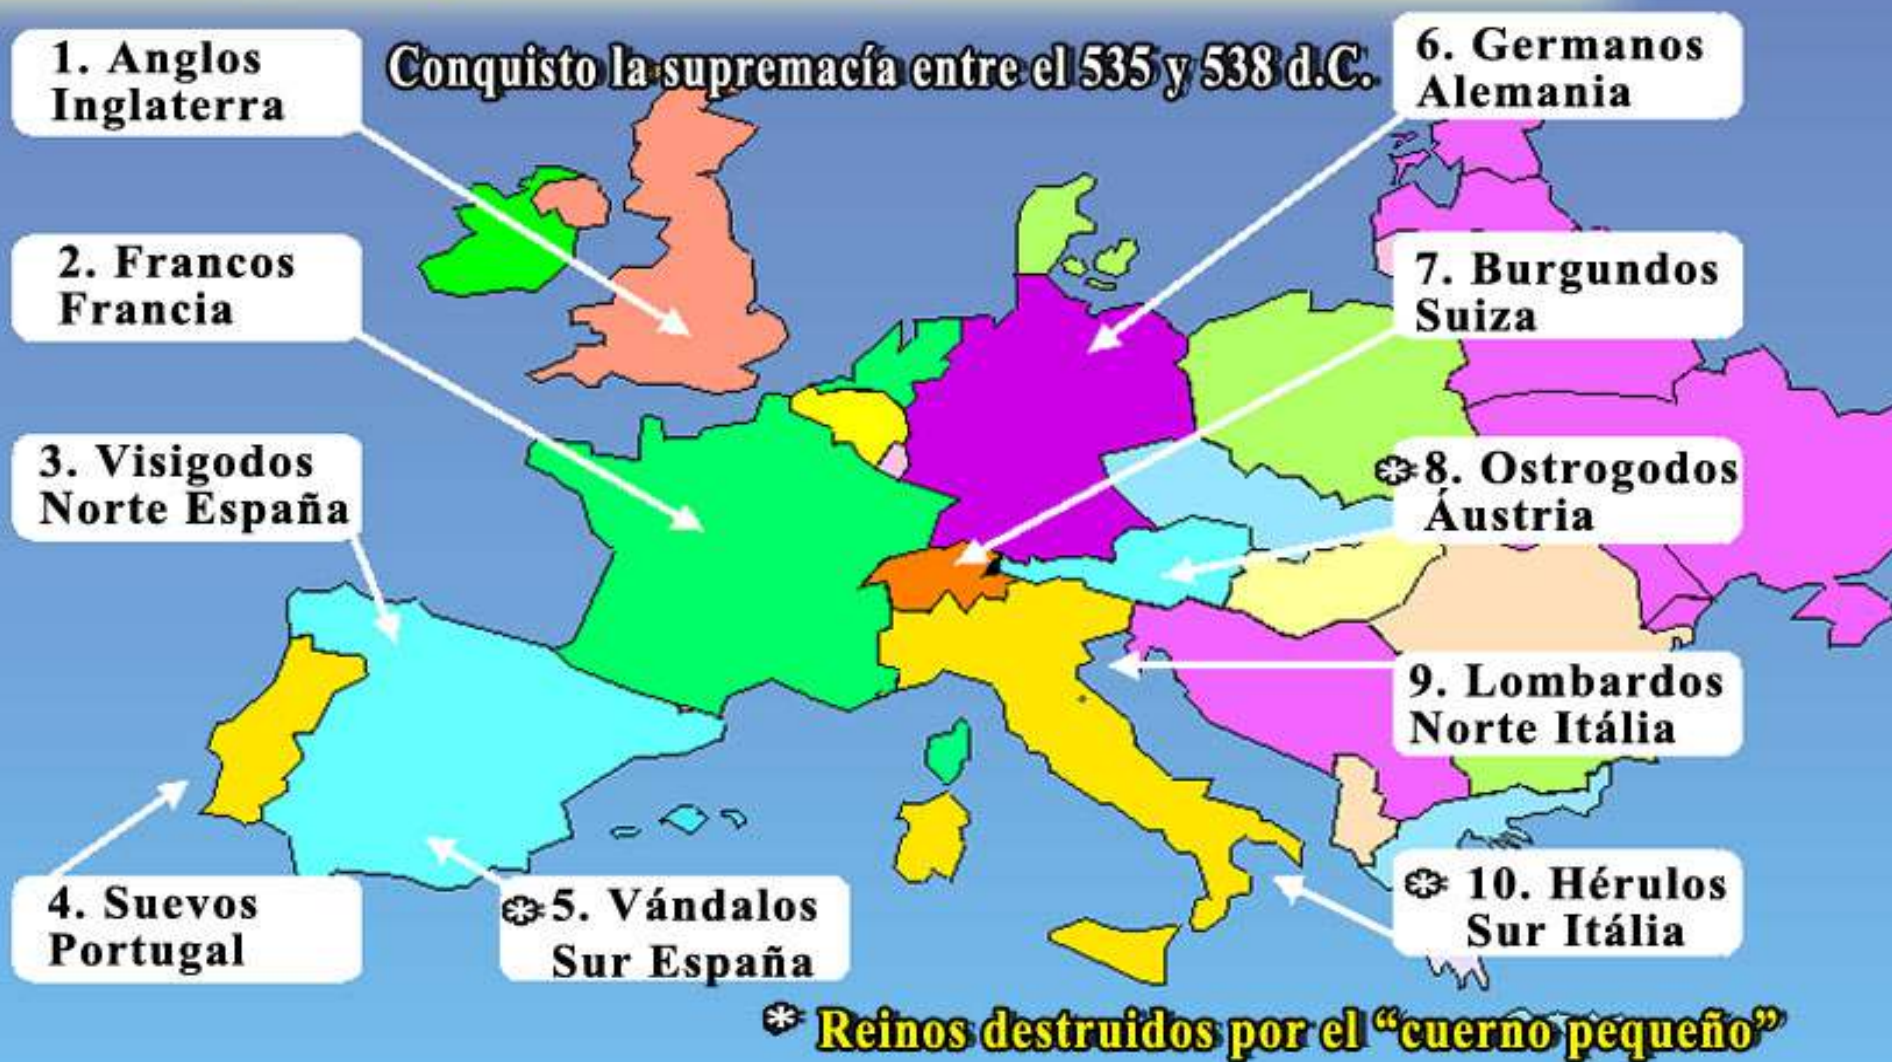 1. Anglos
Inglaterra
Conquisto la supremacía entre el 535 y 538 d.C.
6. Germanos
Alemania
2. Francos
Francia
7. Burgundos
Suiza
3. Visigodos
Norte España
8. Ostrogodos
Áustria
9. Lombardos
Norte Itália
4. Suevos
Portugal
5. Vándalos
Sur España
10. Hérulos
Sur Itália
* Reinos destruidos por el “cuerno pequeño”